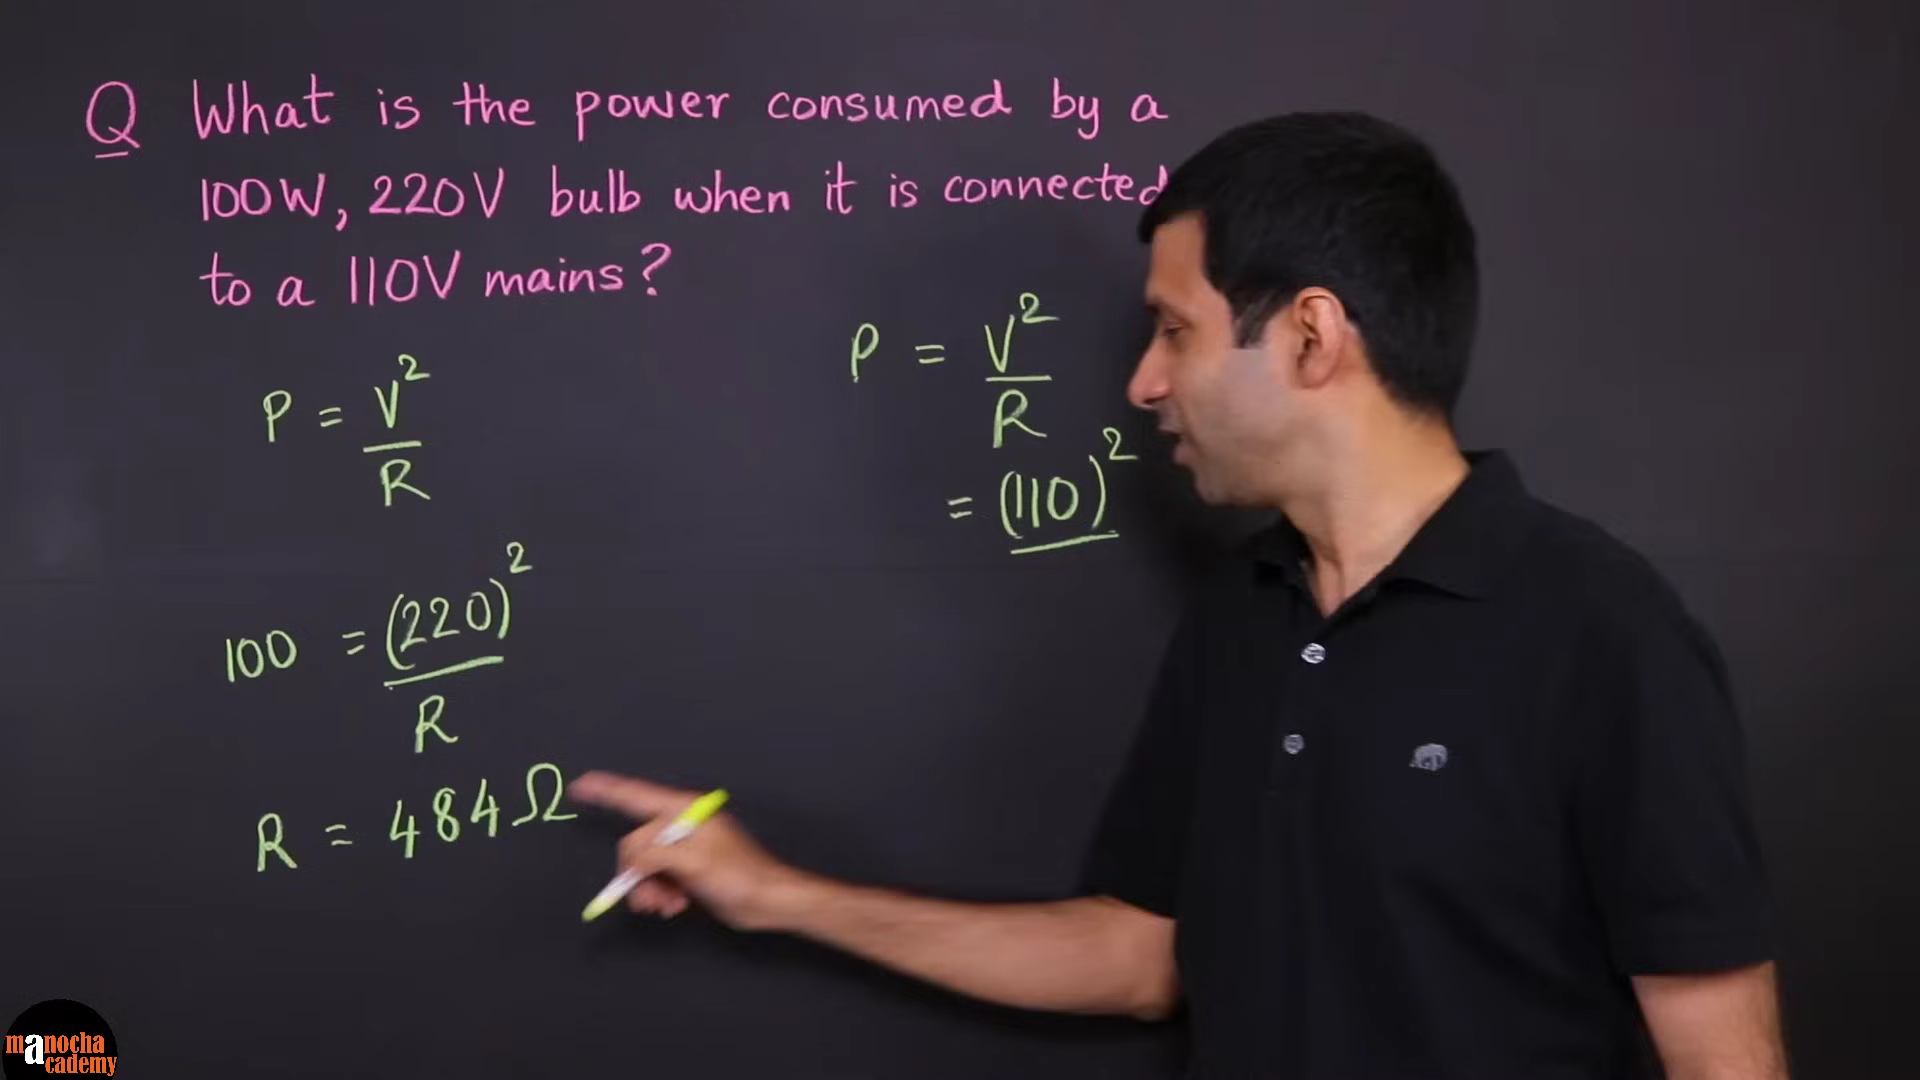 Q What is the power consumed by a
100W, 220V bulb when it is connected
to a 110V mains?
P = V²
R
100 = (220)²
R
R = 484Ω
P = V²
R
= (110)²
manocha
academy